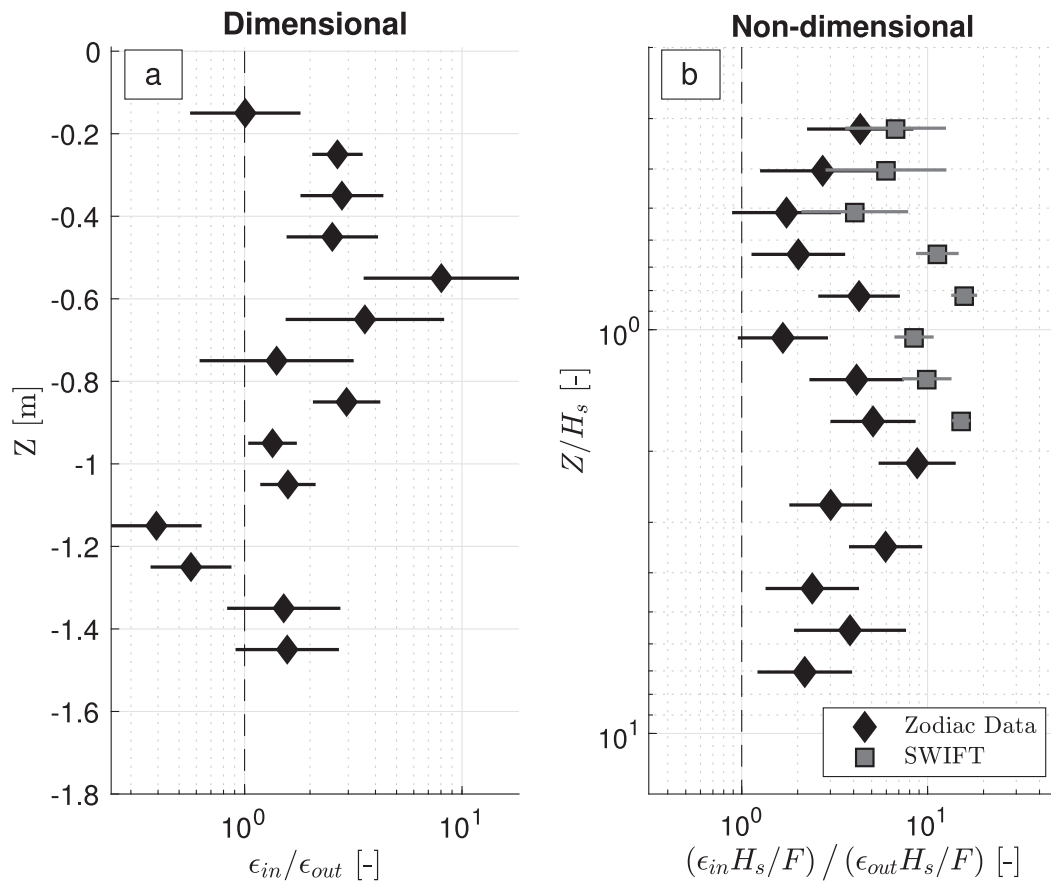 Dimensional
a
0
-0.2
-0.4
-0.6
-0.8
-1
-1.2
-1.4
-1.6
-1.8
Z [m]
10^0
10^1
ϵ_in/ϵ_out [-]
Non-dimensional
b
10^0
10^1
Z/H_s [-]
Zodiac Data
SWIFT
10^0
10^1
(ϵ_in H_s/F) / (ϵ_out H_s/F) [-]